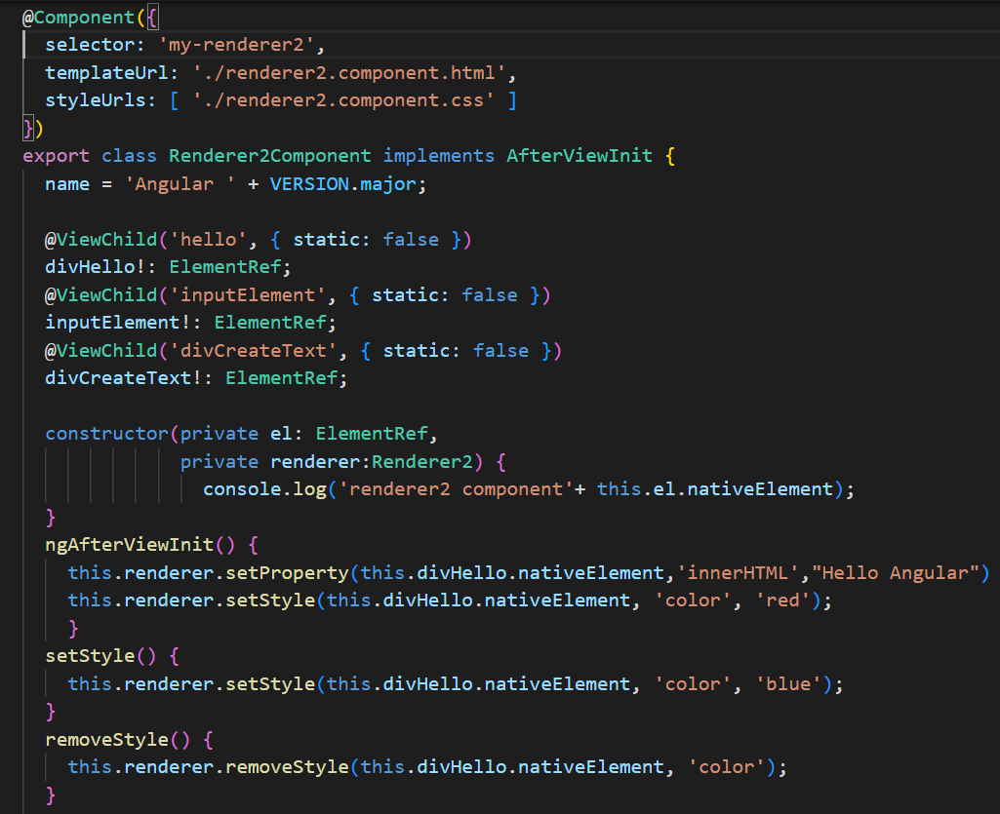 @Component({
  selector: 'my-renderer2',
  templateUrl: './renderer2.component.html',
  styleUrls: [ './renderer2.component.css' ]
})
export class Renderer2Component implements AfterViewInit {
  name = 'Angular ' + VERSION.major;

  @ViewChild('hello', { static: false })
  divHello!: ElementRef;
  @ViewChild('inputElement', { static: false })
  inputElement!: ElementRef;
  @ViewChild('divCreateText', { static: false })
  divCreateText!: ElementRef;

  constructor(private el: ElementRef,
              private renderer:Renderer2) {
                console.log('renderer2 component'+ this.el.nativeElement);
  }
  ngAfterViewInit() {
    this.renderer.setProperty(this.divHello.nativeElement,'innerHTML',"Hello Angular")
    this.renderer.setStyle(this.divHello.nativeElement, 'color', 'red');
    }
  setStyle() {
    this.renderer.setStyle(this.divHello.nativeElement, 'color', 'blue');
  }
  removeStyle() {
    this.renderer.removeStyle(this.divHello.nativeElement, 'color');
  }